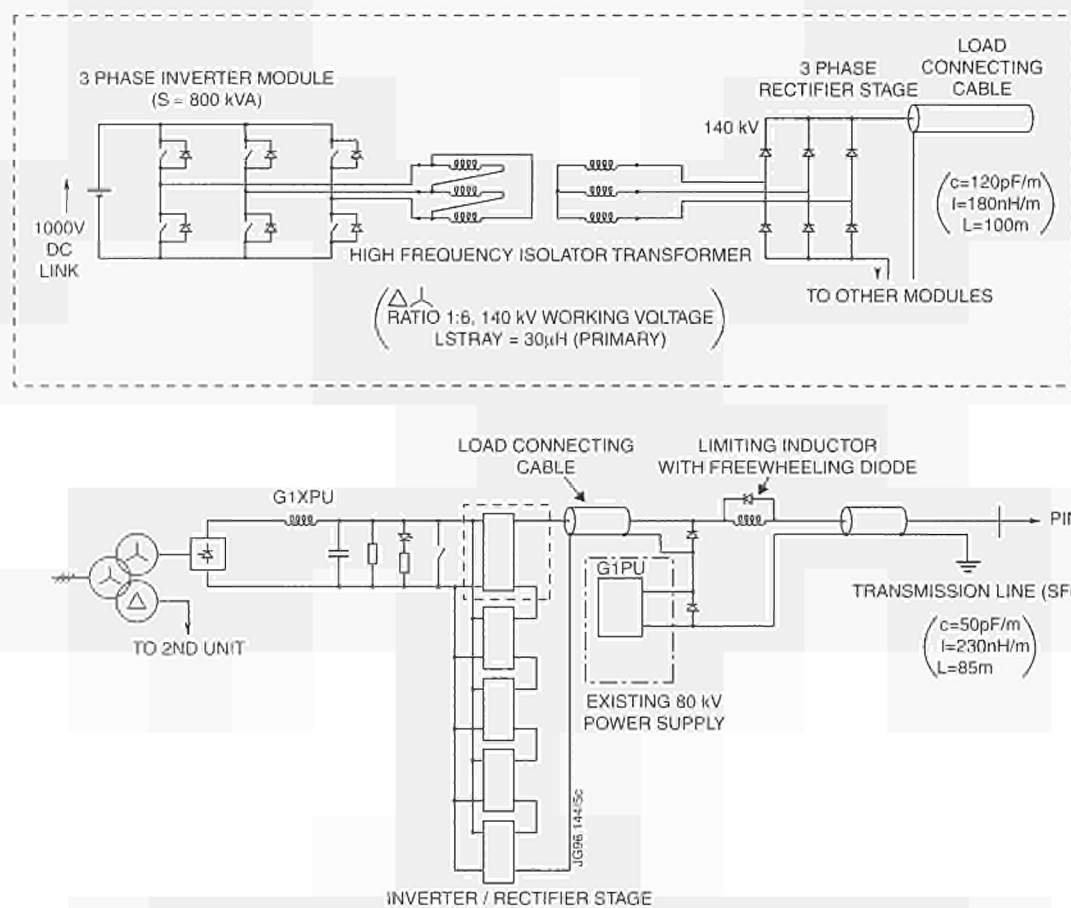 3 PHASE INVERTER MODULE
(S = 800 kVA)
1000V
DC
LINK
HIGH FREQUENCY ISOLATOR TRANSFORMER
RATIO 1:6, 140 kV WORKING VOLTAGE
LSTRAY = 30μH (PRIMARY)
140 kV
3 PHASE
RECTIFIER STAGE
LOAD
CONNECTING
CABLE
c=120pF/m
l=180nH/m
L=100m
TO OTHER MODULES
G1XPU
TO 2ND UNIT
LOAD CONNECTING
CABLE
LIMITING INDUCTOR
WITH FREEWHEELING DIODE
G1PU
EXISTING 80 kV
POWER SUPPLY
PIN
TRANSMISSION LINE (SF
c=50pF/m
l=230nH/m
L=85m
JG96 144/5c
INVERTER / RECTIFIER STAGE